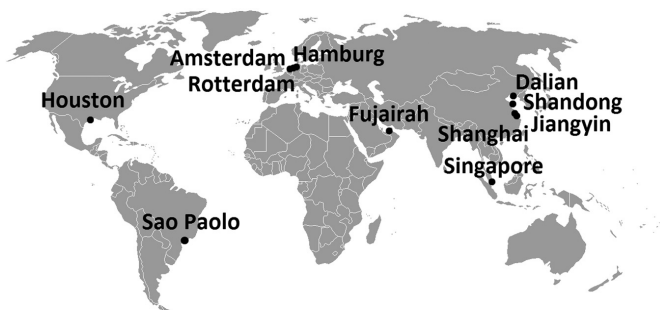 Amsterdam
Hamburg
Rotterdam
Houston
Dalian
Shandong
Fujairah
Jiangyin
Shanghai
Singapore
Sao Paolo